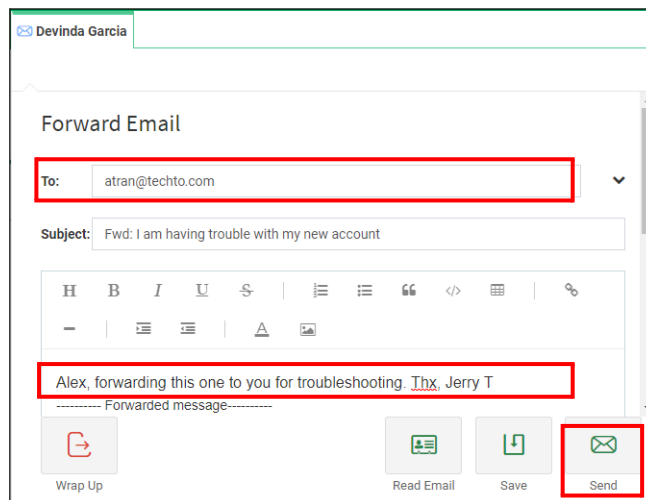 Devinda Garcia
Forward Email
To: atran@techto.com
Subject: Fwd: I am having trouble with my new account
H B I U S
A
Alex, forwarding this one to you for troubleshooting. Thx, Jerry T
---------- Forwarded message----------
Wrap Up Read Email Save Send